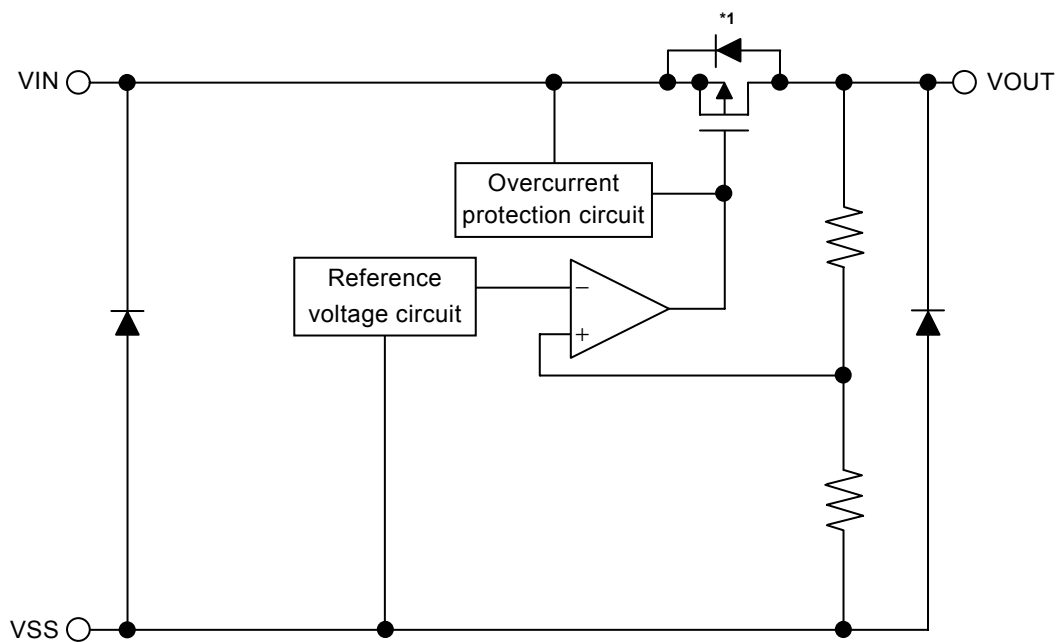 *1
VIN
VOUT
Overcurrent
protection circuit
Reference
voltage circuit
−
+
VSS